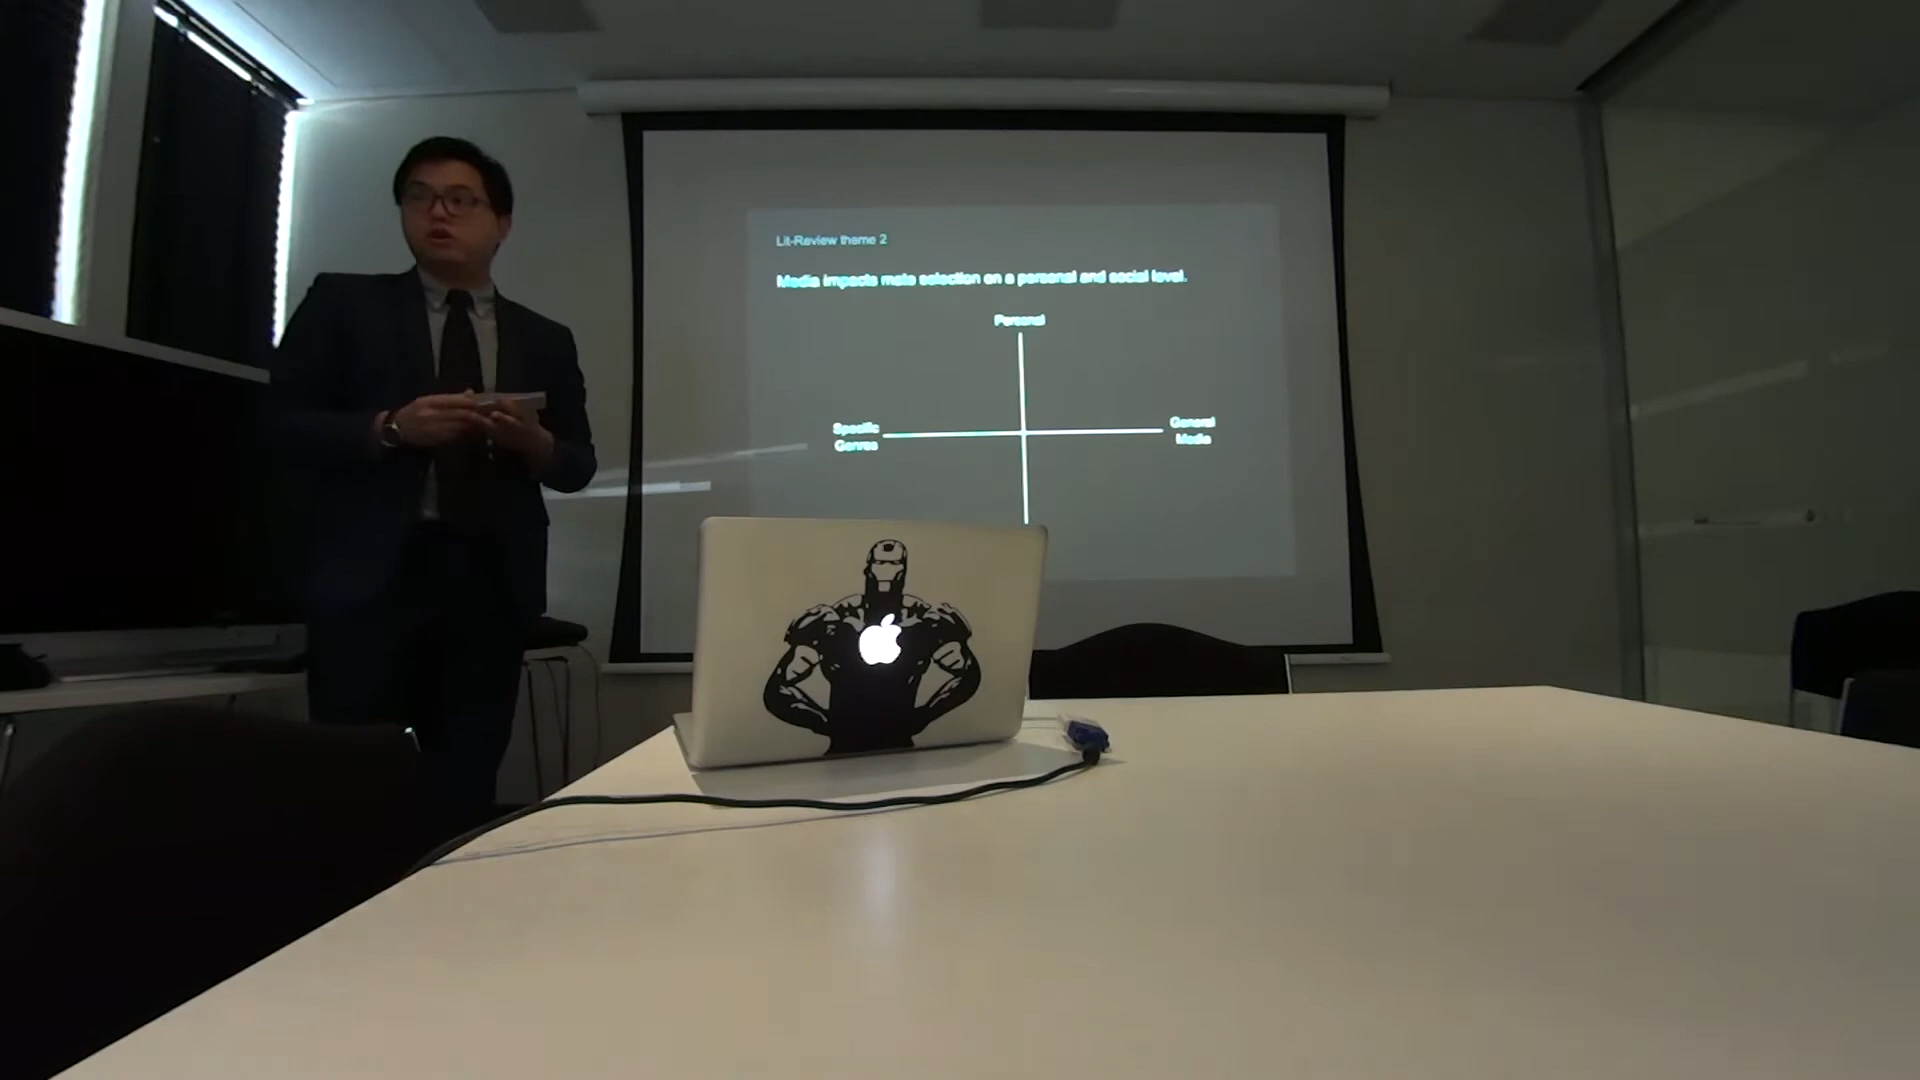 Lit-Review theme 2
Media impacts mate selection on a personal and social level.
Personal
Specific
Genres
General
Media